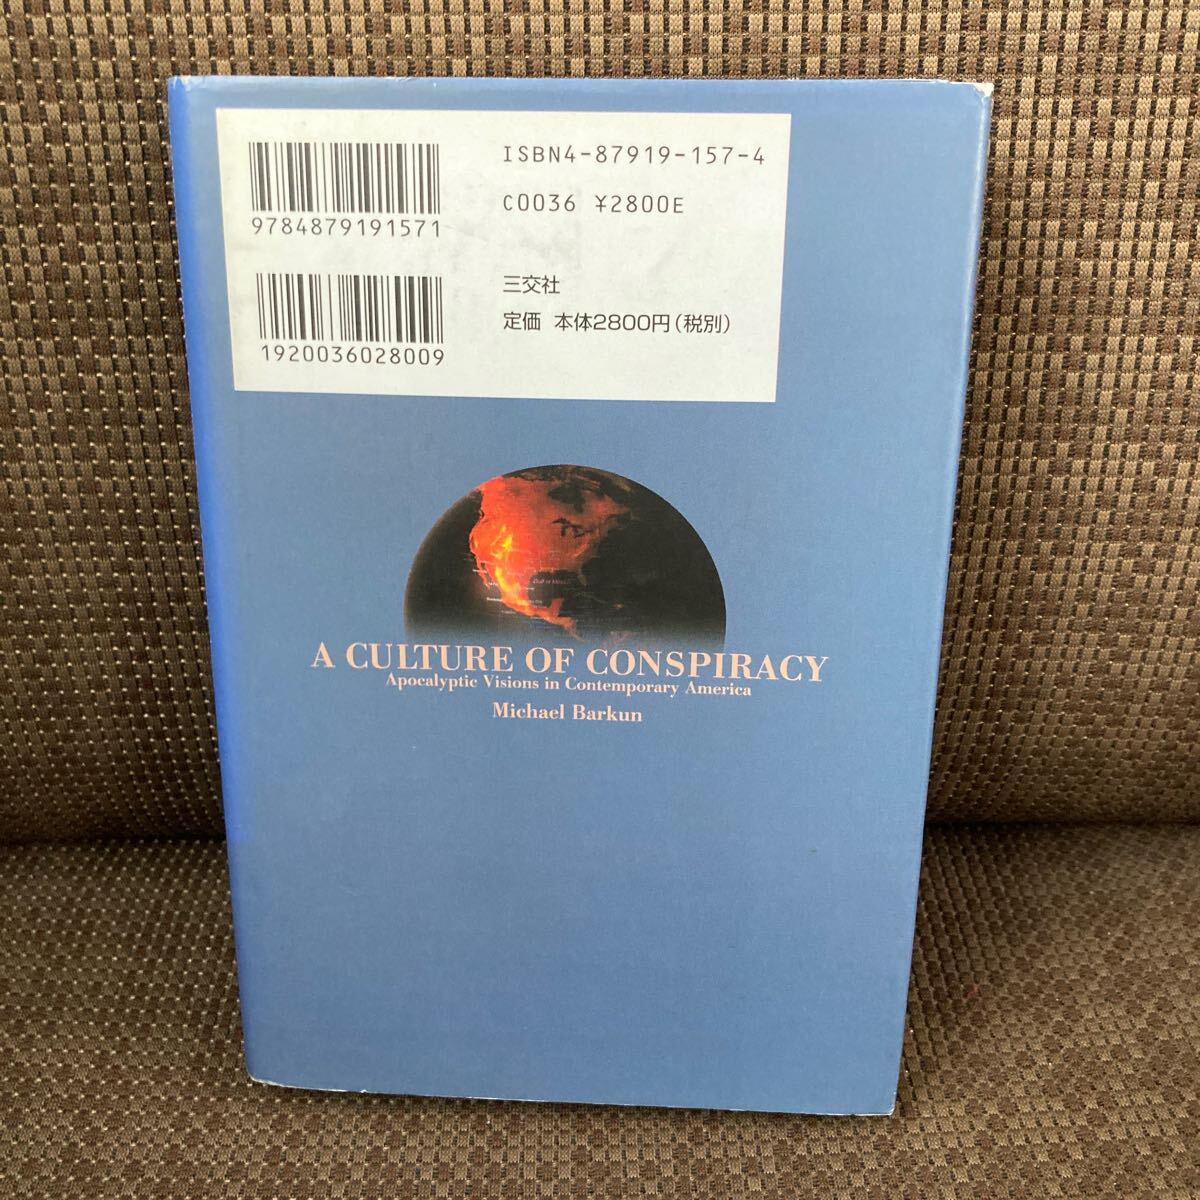 ISBN4-87919-157-4
C0036 ¥2800E
9784879191571
三交社
定価 本体2800円(税別)
1920036028009
A CULTURE OF CONSPIRACY
Apocalyptic Visions in Contemporary America
Michael Barkun